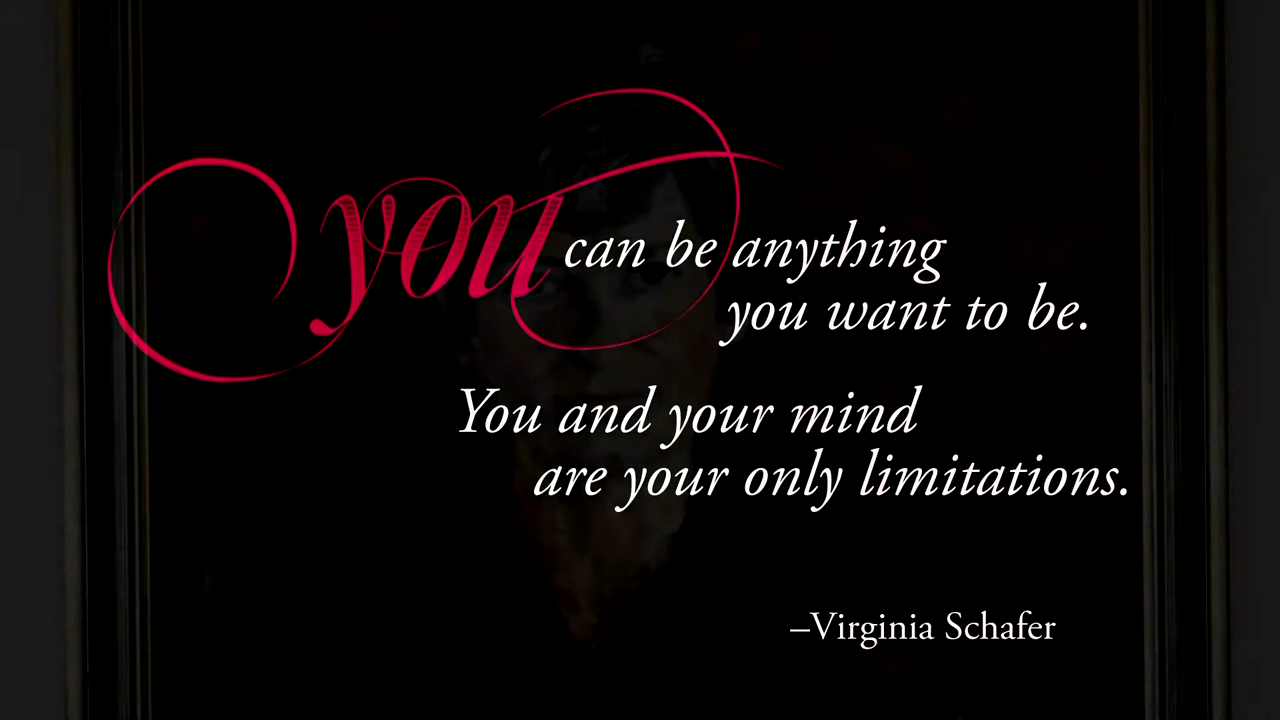 you can be anything
you want to be.
You and your mind
are your only limitations.
–Virginia Schafer